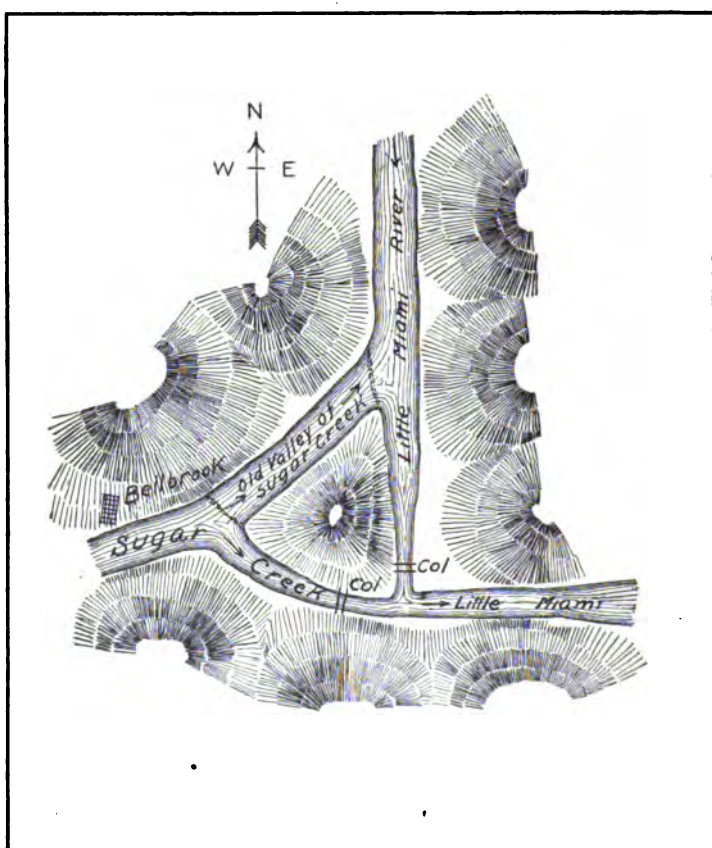 N
W E
Little Miami River
Old Valley of
Sugar Creek
Bellbrook
Sugar Creek
Col
Col
Little Miami